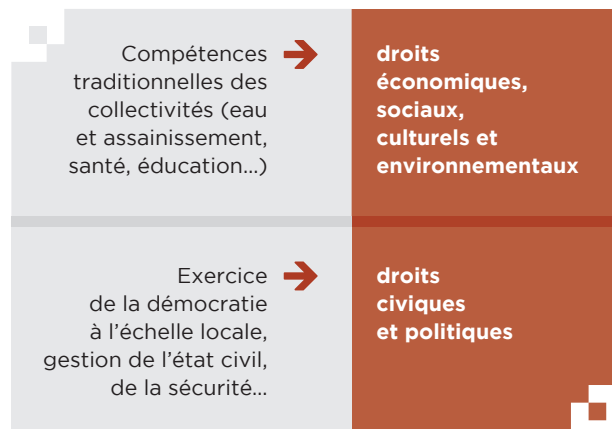 Compétences
traditionnelles des
collectivités (eau
et assainissement,
santé, éducation...)
droits
économiques,
sociaux,
culturels et
environnementaux
Exercice
de la démocratie
à l’échelle locale,
gestion de l’état civil,
de la sécurité...
droits
civiques
et politiques